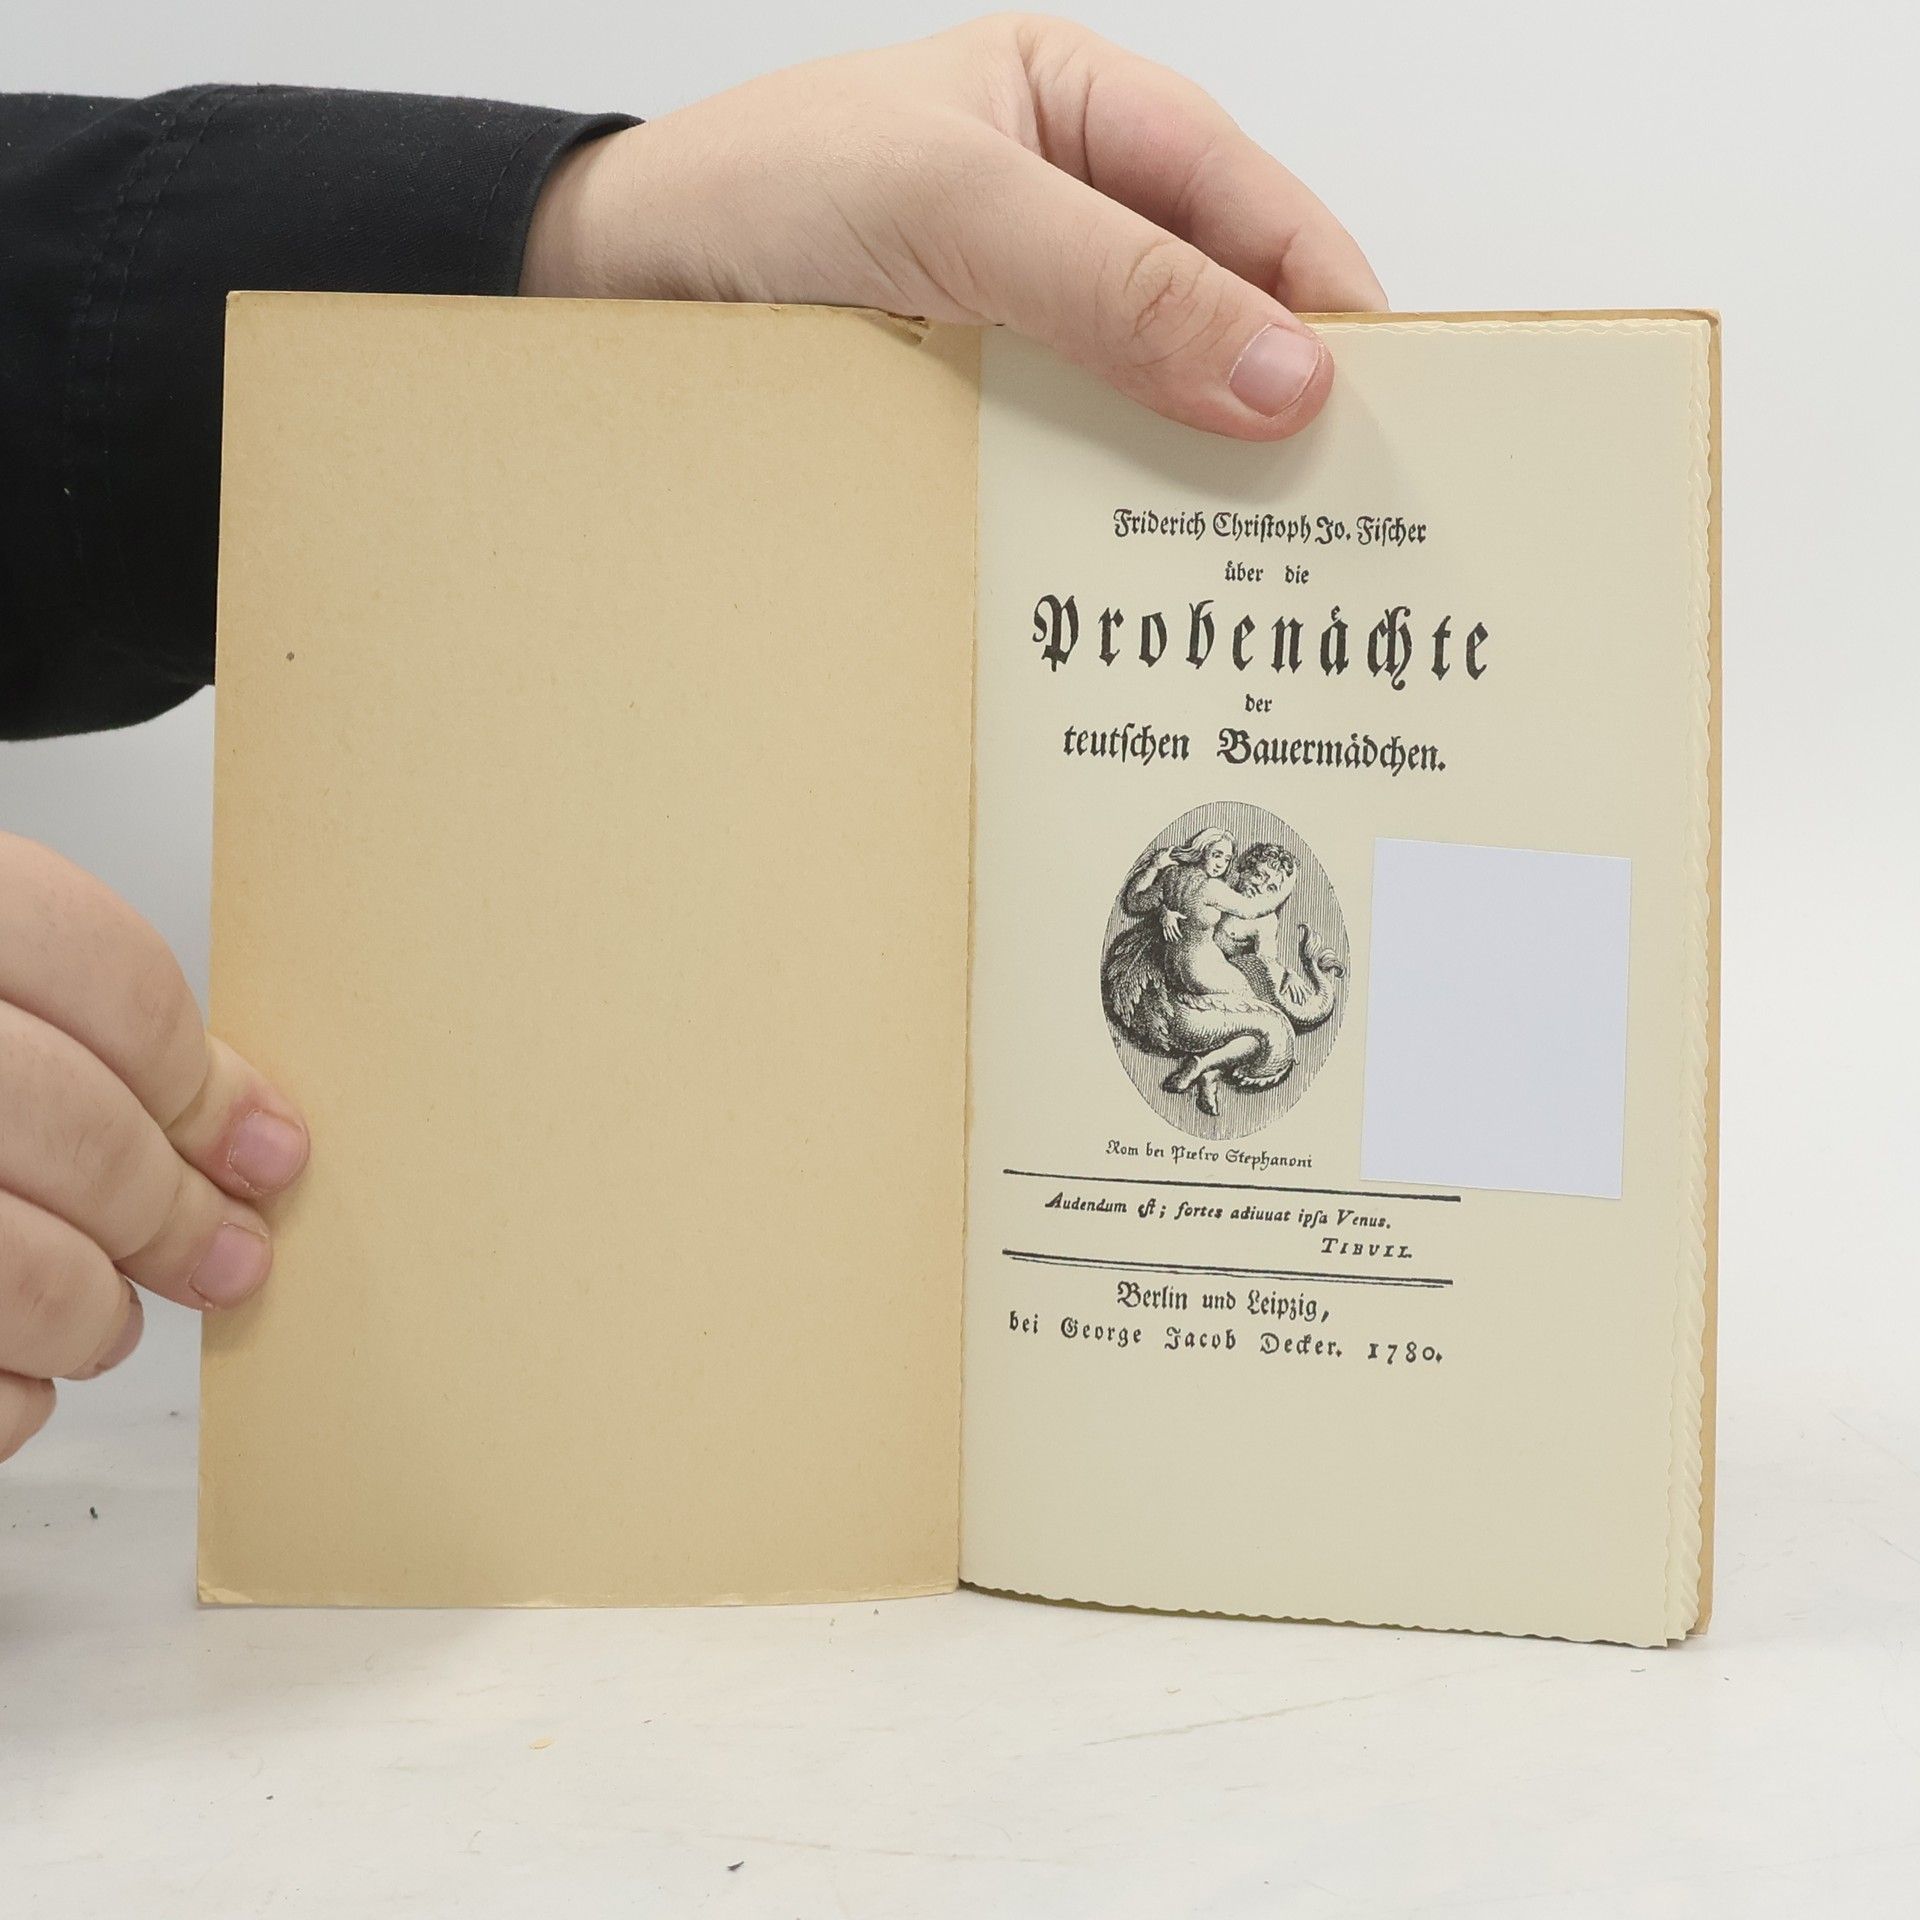 Friderich Christoph Jo. Fischer
über die
Probenächte
der
teutschen Bauermädchen.
Rom bei Pietro Stephanoni
Audendum eſt; fortes adiuuat ipſa Venus.
TIBVLL.
Berlin und Leipzig,
bei George Jacob Decker. 1780.